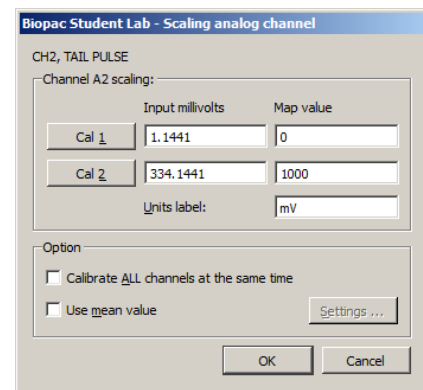 Biopac Student Lab - Scaling analog channel
CH2, TAIL PULSE
Channel A2 scaling:
Input millivolts Map value
Cal 1 1.1441 0
Cal 2 334.1441 1000
Units label: mV
Option
Calibrate ALL channels at the same time
Use mean value Settings ...
OK Cancel